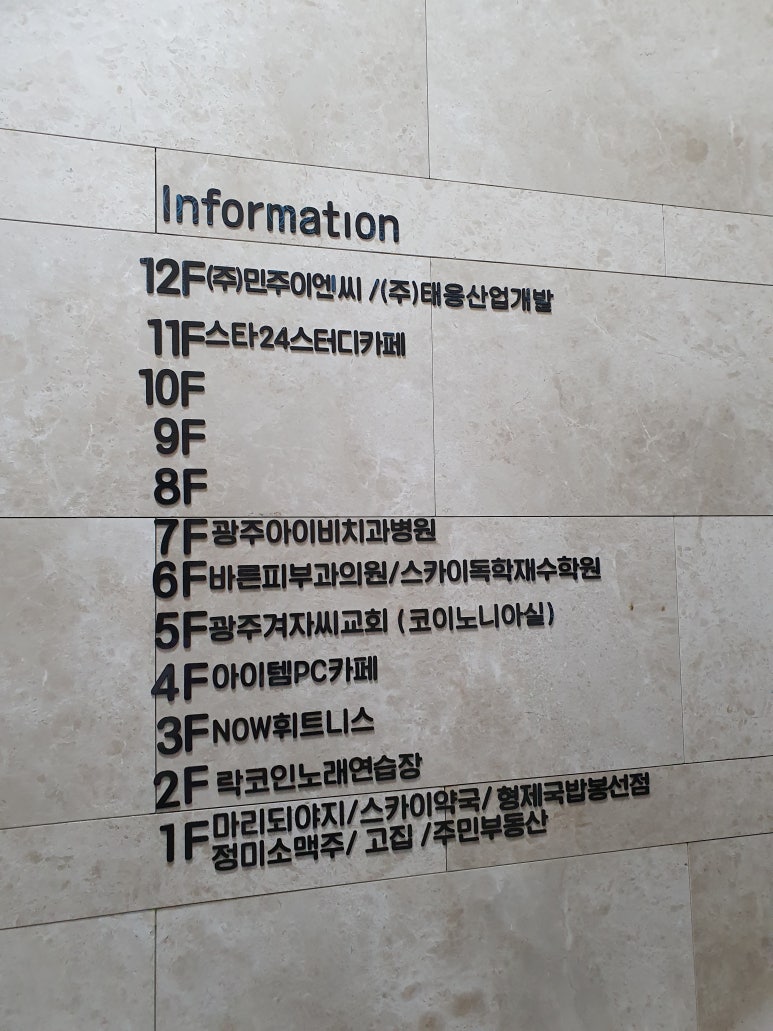 Information
12F(주)민주이엔씨 /(주)태웅산업개발
11F스타24스터디카페
10F
9F
8F
7F광주아이비치과병원
6F바른피부과의원/스카이독학재수학원
5F광주겨자씨교회 (코이노니아실)
4F아이템PC카페
3FNOW휘트니스
2F 락코인노래연습장
1F마리되야지/스카이약국/ 형제국밥봉선점
정미소맥주/ 고집 /주민부동산